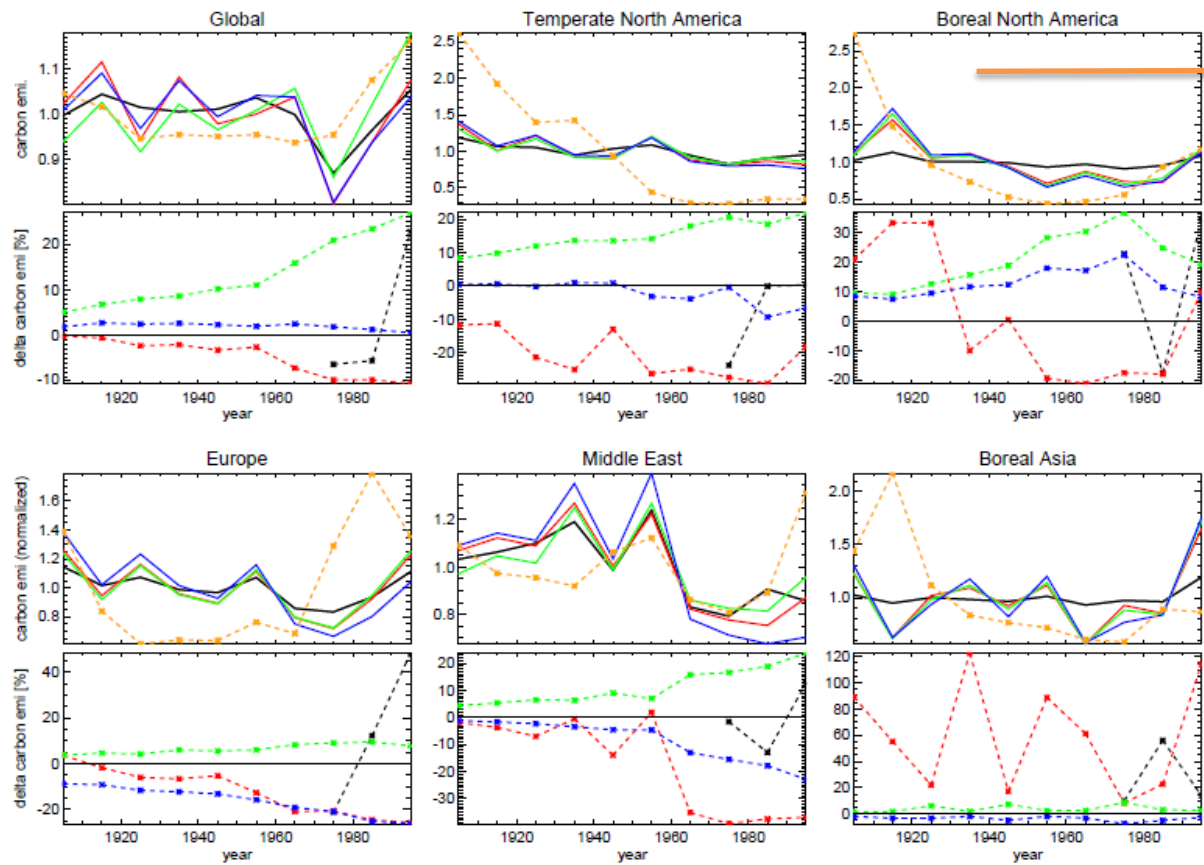 Global
Temperate North America
Boreal North America
carbon emi.
1.1
1.0
0.9
2.5
2.0
1.5
1.0
0.5
2.5
2.0
1.5
1.0
0.5
delta carbon emi [%]
20
10
0
-10
20
10
0
-10
-20
30
20
10
0
-10
-20
1920 1940 1960 1980
year
1920 1940 1960 1980
year
1920 1940 1960 1980
year
Europe
Middle East
Boreal Asia
carbon emi (normalized)
1.6
1.4
1.2
1.0
0.8
1.2
1.0
0.8
2.0
1.5
1.0
delta carbon emi [%]
40
20
0
-20
20
10
0
-10
-20
-30
120
100
80
60
40
20
0
1920 1940 1960 1980
year
1920 1940 1960 1980
year
1920 1940 1960 1980
year